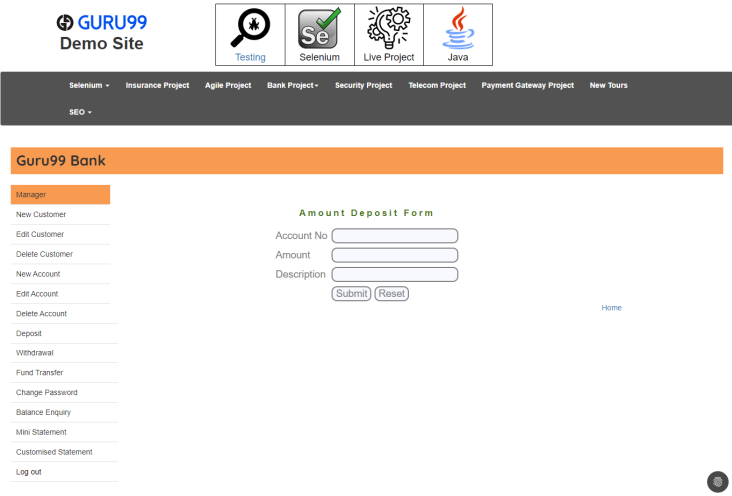 GURU99
Demo Site
Testing
Se
Selenium
Live Project
Java
Selenium
Insurance Project
Agile Project
Bank Project
Security Project
Telecom Project
Payment Gateway Project
New Tours
SEO
Guru99 Bank
Manager
New Customer
Edit Customer
Delete Customer
New Account
Edit Account
Delete Account
Deposit
Withdrawal
Fund Transfer
Change Password
Balance Enquiry
Mini Statement
Customised Statement
Log out
Amount Deposit Form
Account No
Amount
Description
Submit Reset
Home